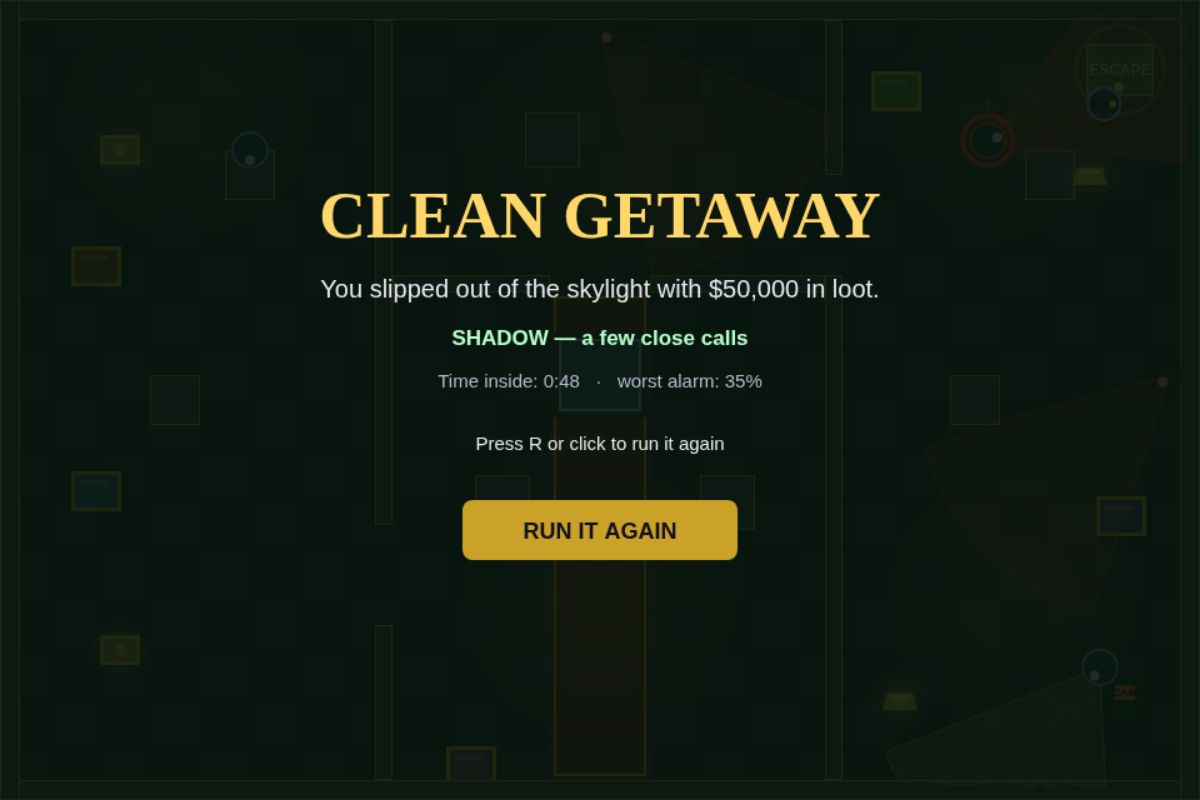 ESCAPE
$
CLEAN GETAWAY
You slipped out of the skylight with $50,000 in loot.
SHADOW — a few close calls
Time inside: 0:48 · worst alarm: 35%
Press R or click to run it again
RUN IT AGAIN
$
CAM